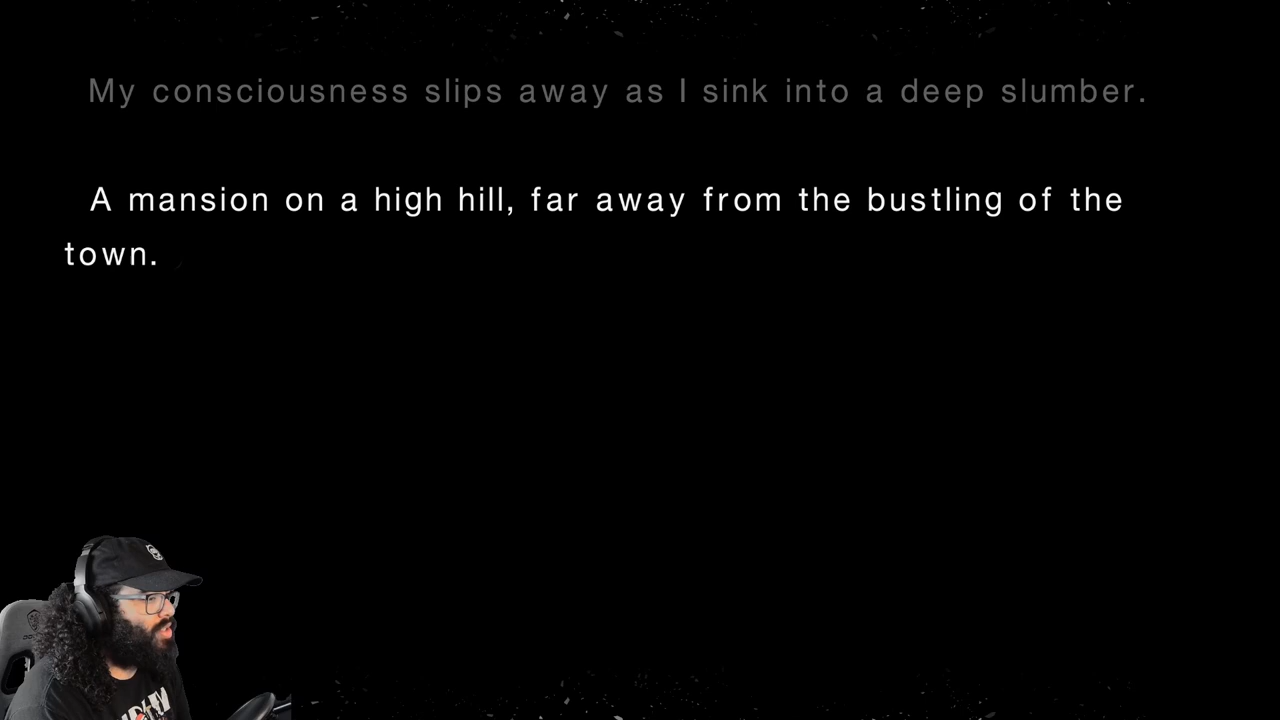 My consciousness slips away as I sink into a deep slumber.
A mansion on a high hill, far away from the bustling of the
town.